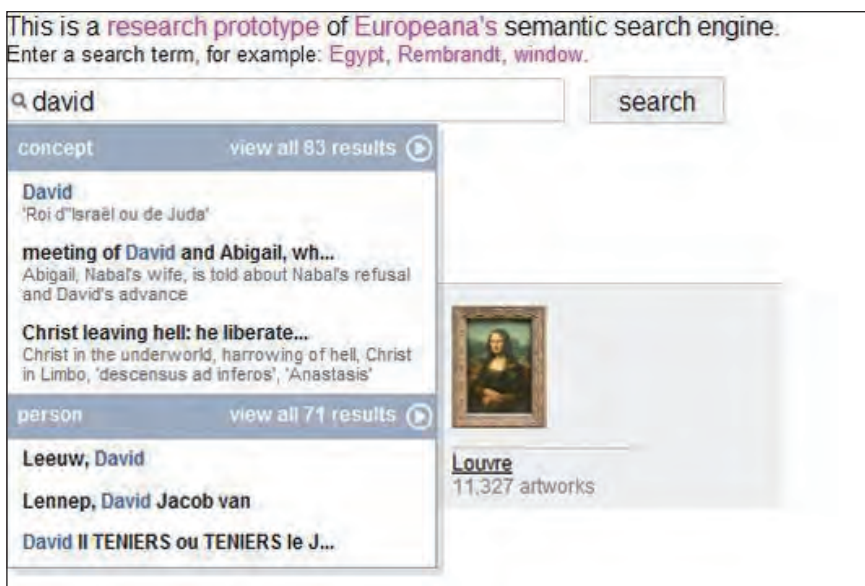 This is a research prototype of Europeana's semantic search engine.
Enter a search term, for example: Egypt, Rembrandt, window.
david
search
concept view all 83 results
David
'Roi d''Israël ou de Juda'
meeting of David and Abigail, wh...
Abigail, Nabal's wife, is told about Nabal's refusal
and David's advance
Christ leaving hell: he liberate...
Christ in the underworld, harrowing of hell, Christ
in Limbo, 'descensus ad inferos', 'Anastasis'
person view all 71 results
Leeuw, David
Lennep, David Jacob van
David II TENIERS ou TENIERS le J...
Louvre
11,327 artworks